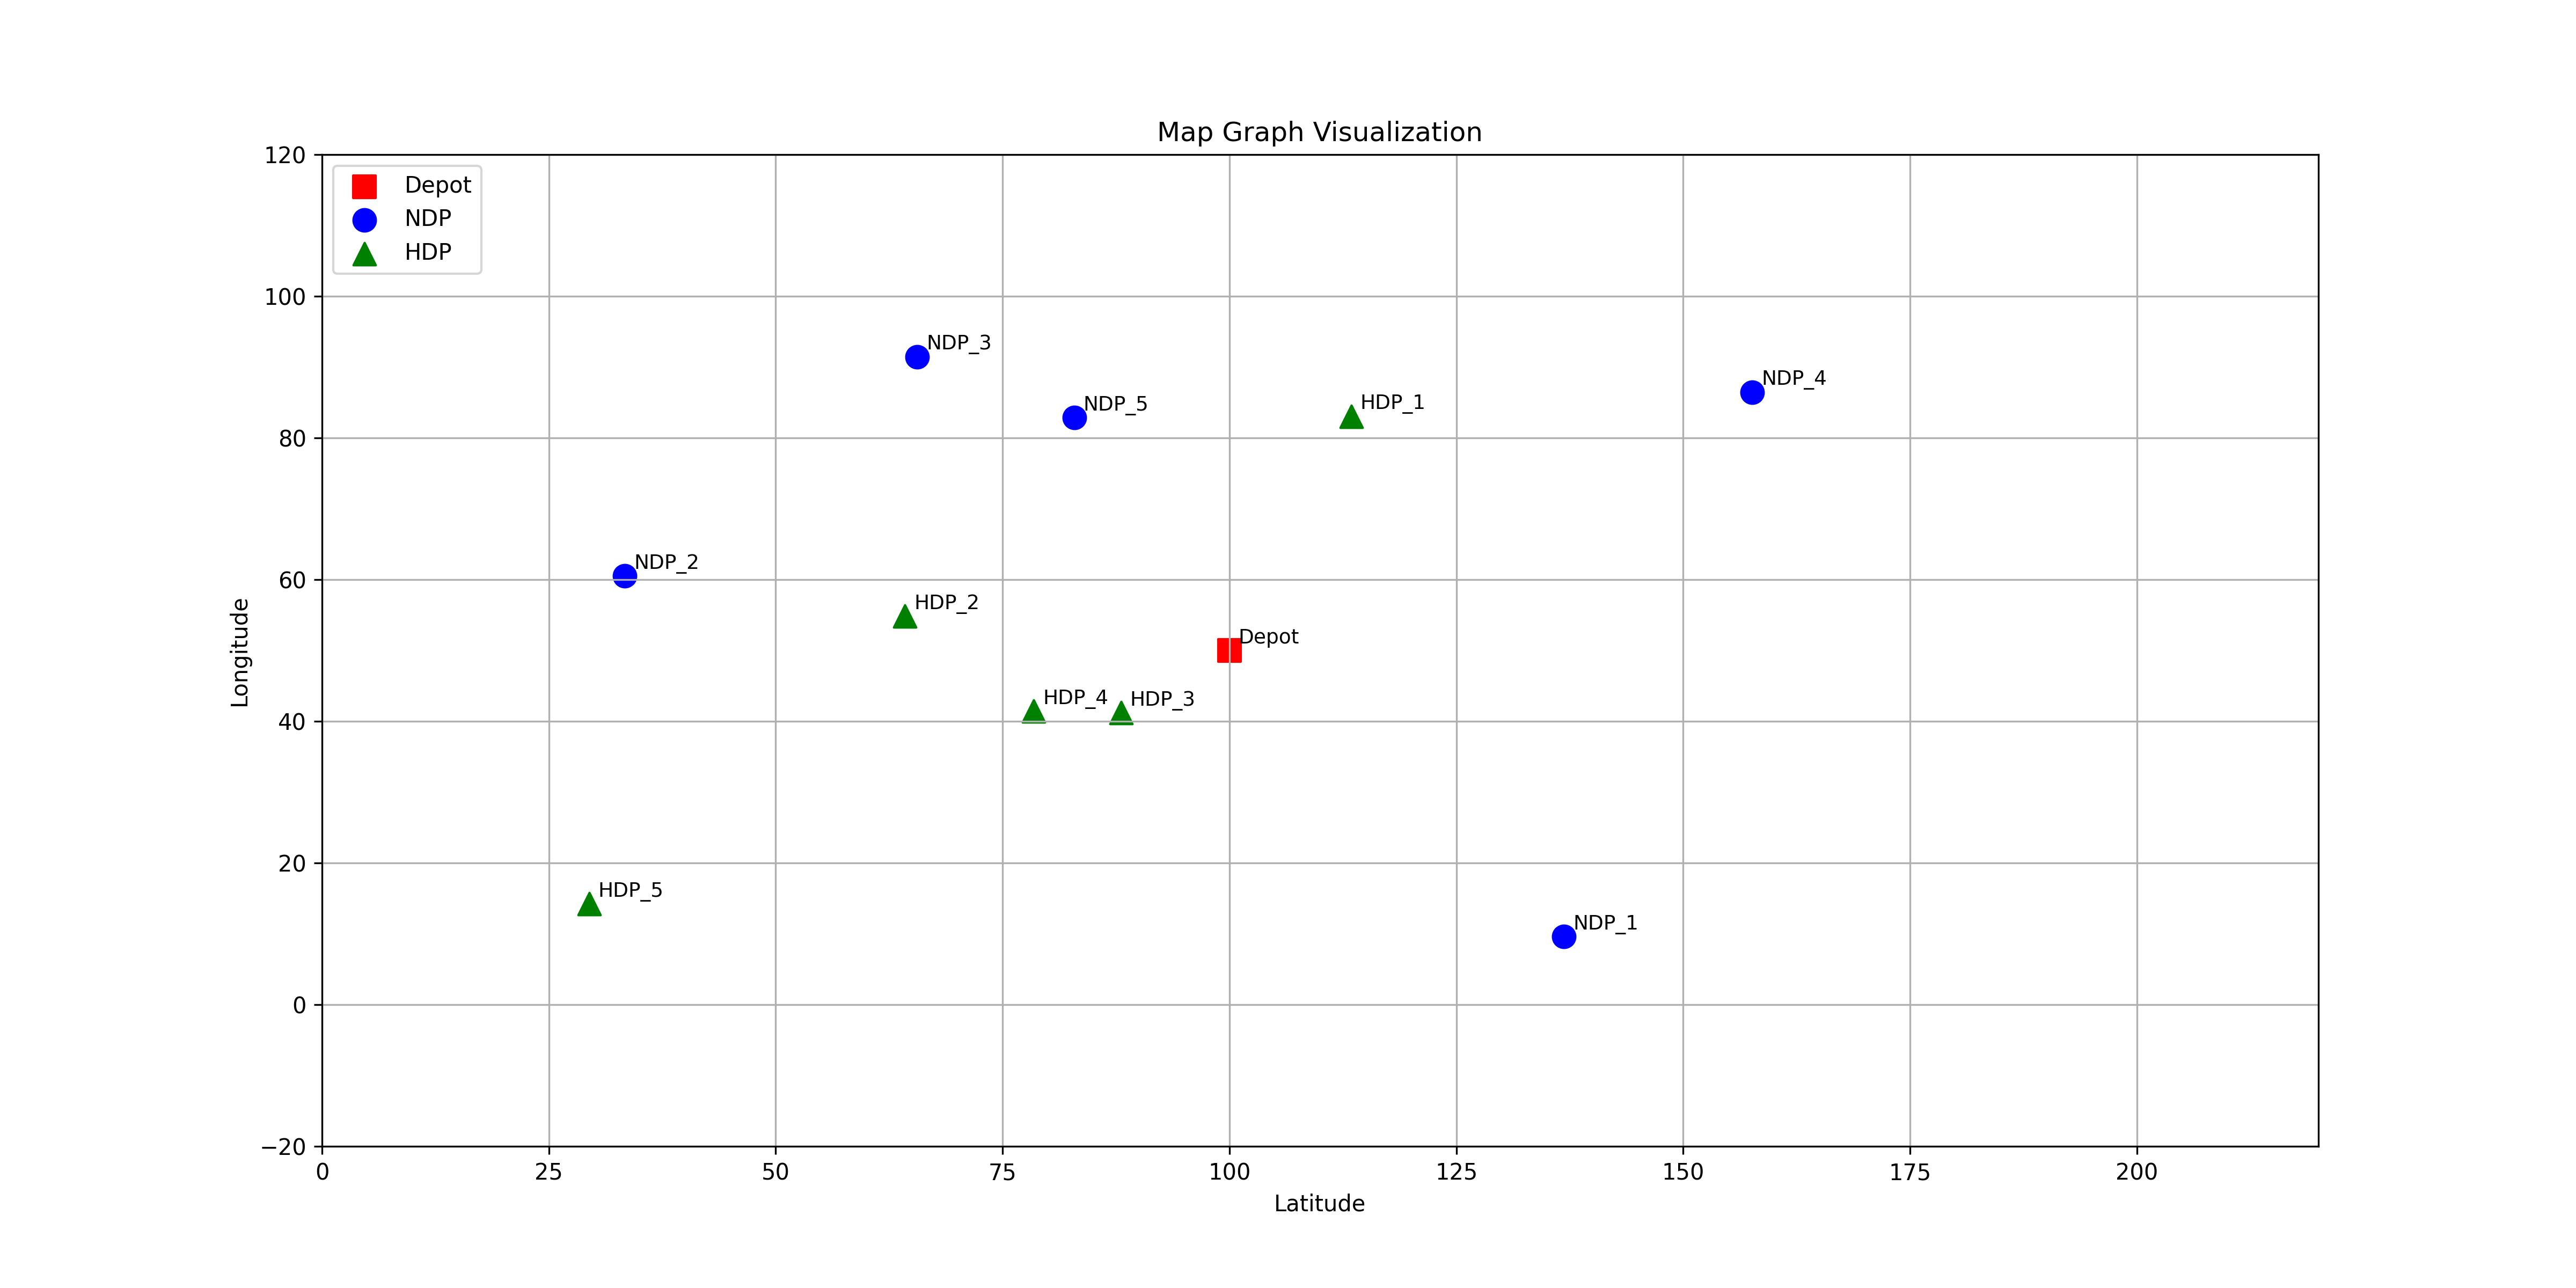 Map Graph Visualization
120
100
80
60
40
20
0
−20
Longitude
Depot
NDP
HDP
NDP_3
NDP_4
NDP_5
HDP_1
NDP_2
HDP_2
Depot
HDP_4
HDP_3
HDP_5
NDP_1
0 25 50 75 100 125 150 175 200
Latitude